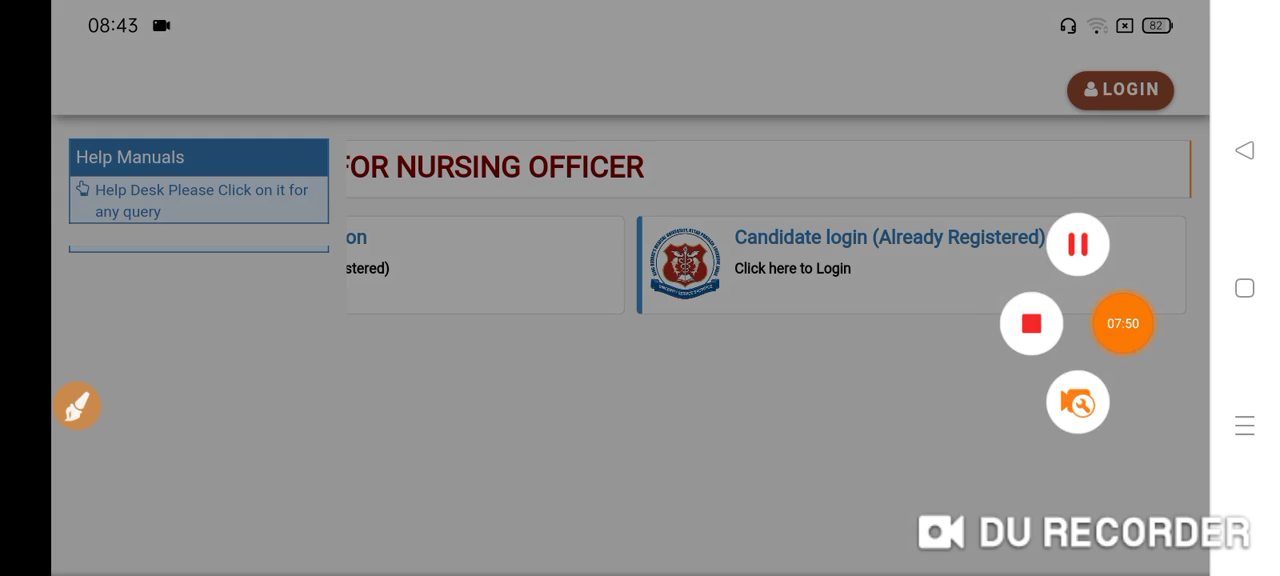 08:43
82
LOGIN
Help Manuals
Help Desk Please Click on it for
any query
FOR NURSING OFFICER
on
stered)
Candidate login (Already Registered)
Click here to Login
07:50
DU RECORDER